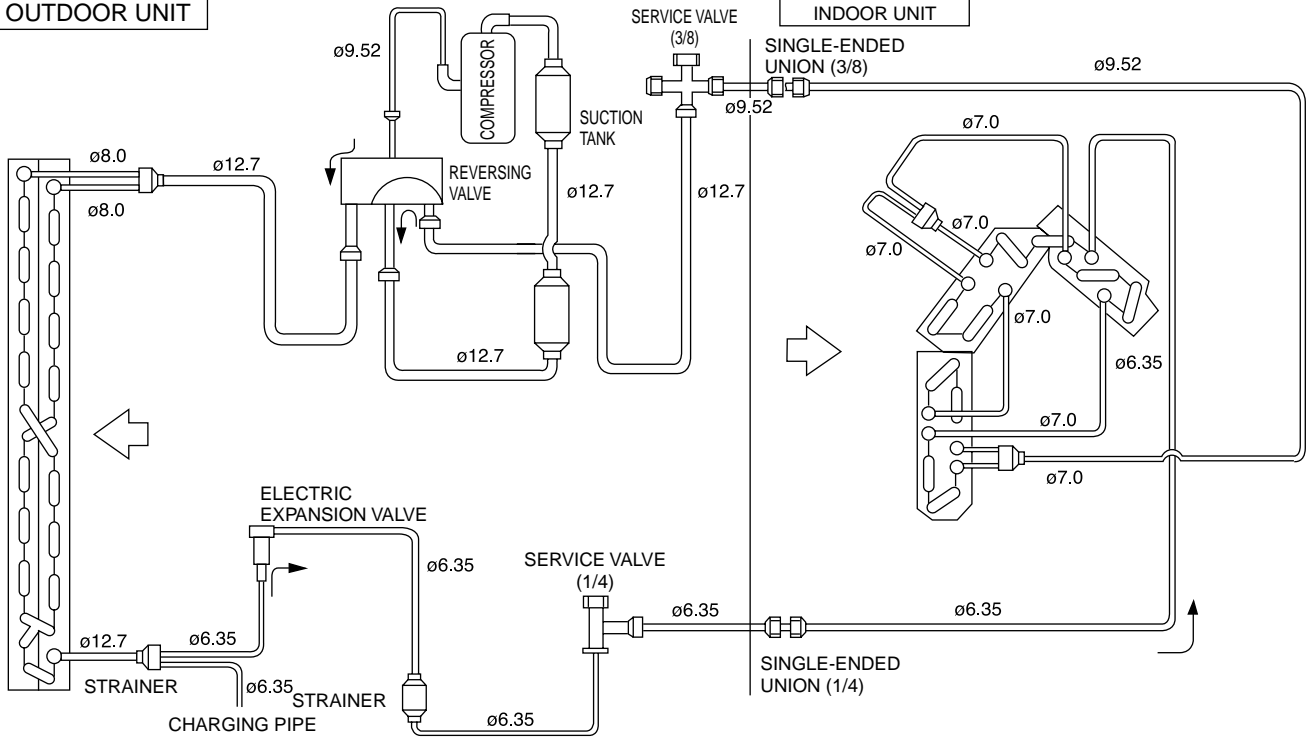 OUTDOOR UNIT
INDOOR UNIT
SERVICE VALVE
(3/8)
SINGLE-ENDED
UNION (3/8)
ø9.52
COMPRESSOR
SUCTION
TANK
ø9.52
ø9.52
ø8.0
ø12.7
ø8.0
REVERSING
VALVE
ø12.7
ø12.7
ø12.7
ø7.0
ø7.0
ø7.0
ø7.0
ø6.35
ø7.0
ø7.0
ELECTRIC
EXPANSION VALVE
ø6.35
SERVICE VALVE
(1/4)
ø6.35
ø6.35
ø12.7
ø6.35
STRAINER
ø6.35
STRAINER
CHARGING PIPE
ø6.35
SINGLE-ENDED
UNION (1/4)